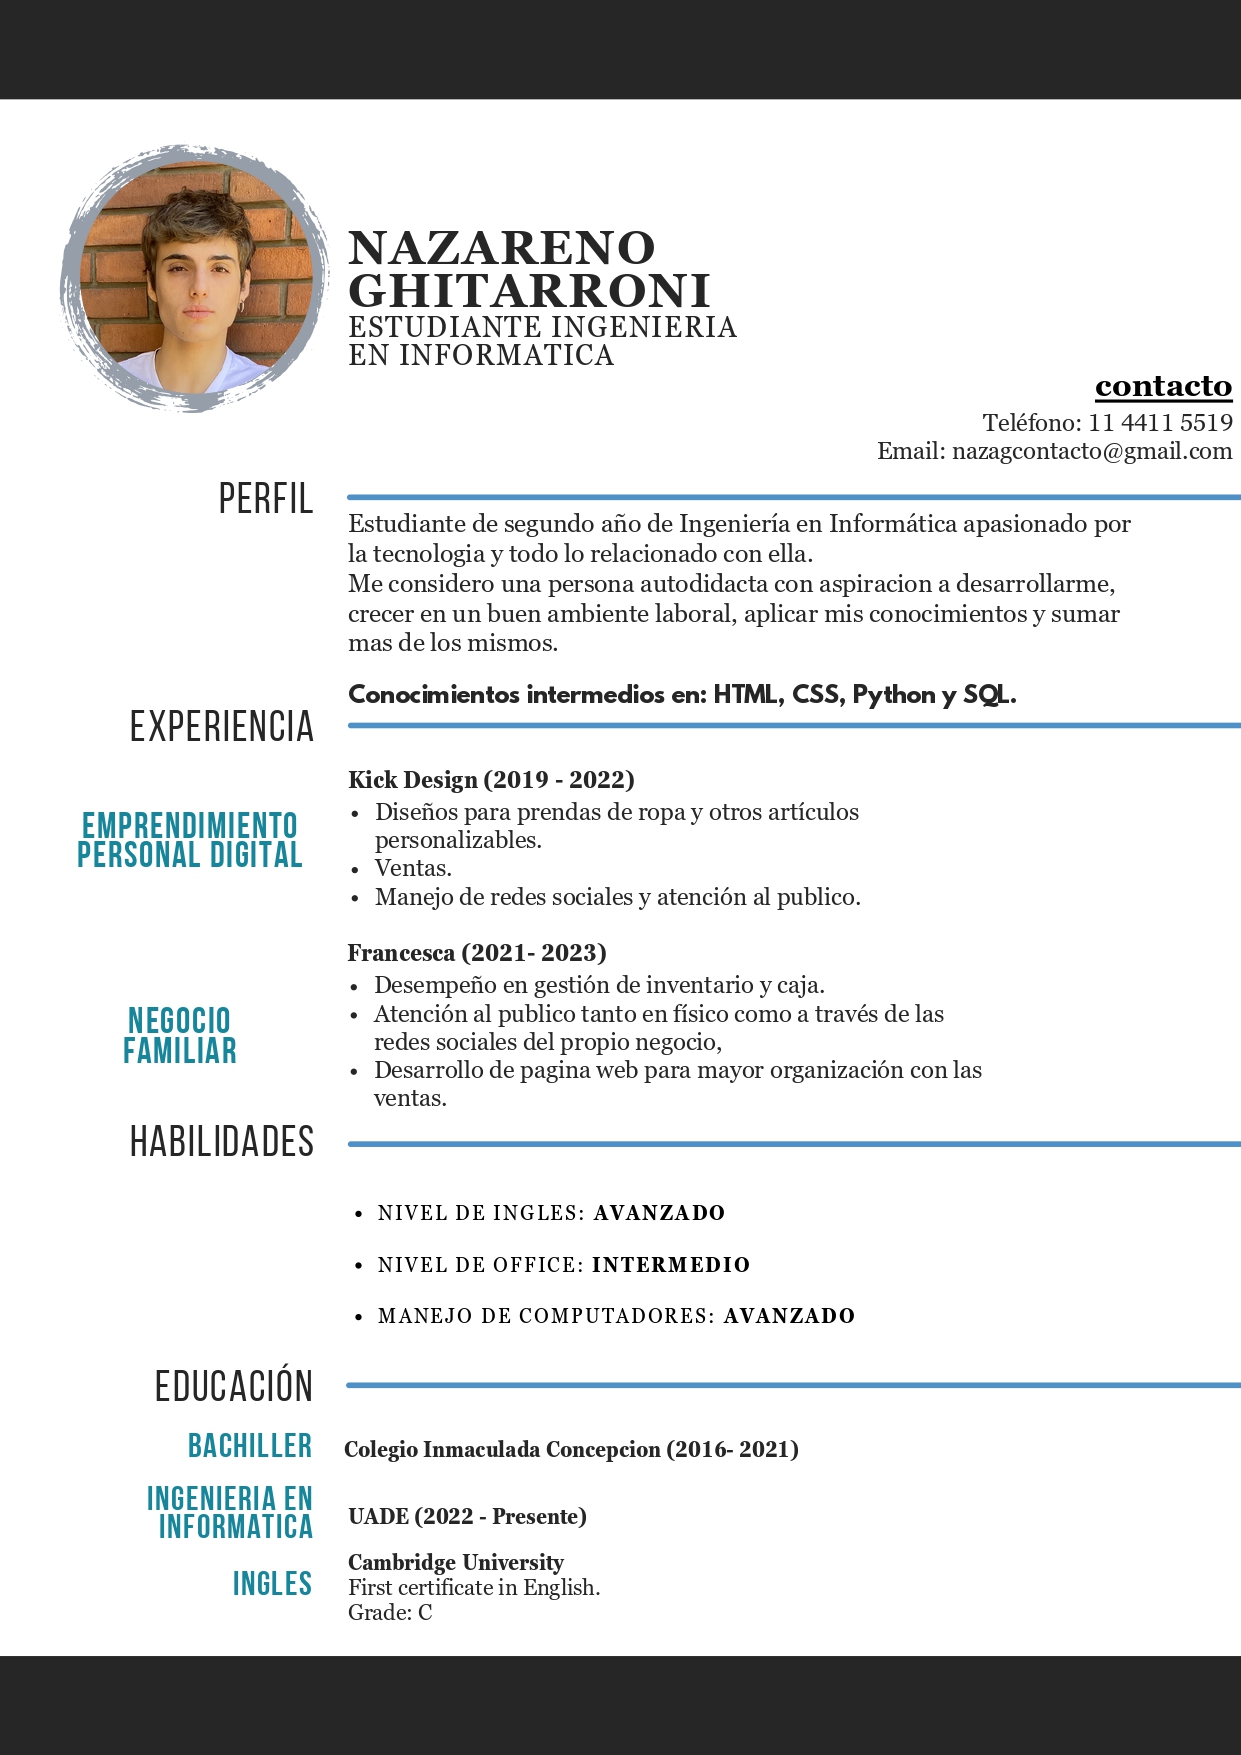 NAZARENO
GHITARRONI
ESTUDIANTE INGENIERIA
EN INFORMATICA
contacto
Teléfono: 11 4411 5519
Email: nazagcontacto@gmail.com
PERFIL
Estudiante de segundo año de Ingeniería en Informática apasionado por
la tecnologia y todo lo relacionado con ella.
Me considero una persona autodidacta con aspiracion a desarrollarme,
crecer en un buen ambiente laboral, aplicar mis conocimientos y sumar
mas de los mismos.
Conocimientos intermedios en: HTML, CSS, Python y SQL.
EXPERIENCIA
EMPRENDIMIENTO
PERSONAL DIGITAL
Kick Design (2019 - 2022)
• Diseños para prendas de ropa y otros artículos
personalizables.
• Ventas.
• Manejo de redes sociales y atención al publico.
NEGOCIO
FAMILIAR
Francesca (2021- 2023)
• Desempeño en gestión de inventario y caja.
• Atención al publico tanto en físico como a través de las
redes sociales del propio negocio,
• Desarrollo de pagina web para mayor organización con las
ventas.
HABILIDADES
• NIVEL DE INGLES: AVANZADO
• NIVEL DE OFFICE: INTERMEDIO
• MANEJO DE COMPUTADORES: AVANZADO
EDUCACIÓN
BACHILLER
Colegio Inmaculada Concepcion (2016- 2021)
INGENIERIA EN
INFORMATICA
UADE (2022 - Presente)
INGLES
Cambridge University
First certificate in English.
Grade: C